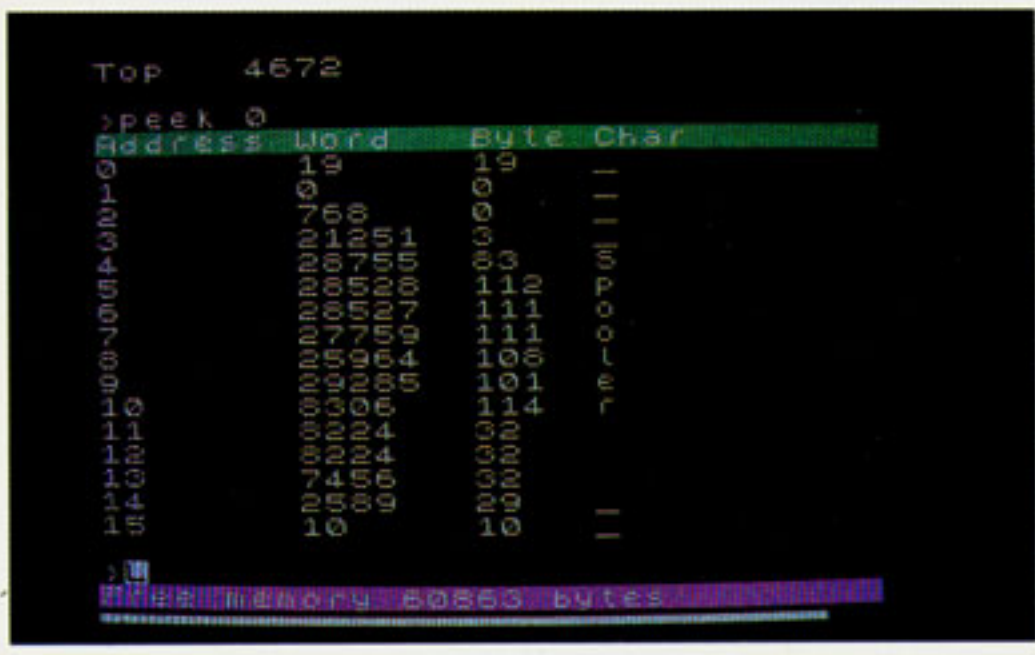 Top 4672
>peek 0
Address Word Byte Char
0 19 19 _
1 0 0 _
2 768 0 _
3 21251 3 _
4 28755 83 S
5 28528 112 p
6 28527 111 o
7 27759 111 o
8 25964 108 l
9 29285 101 e
10 8306 114 r
11 8224 32
12 8224 32
13 7456 32
14 2589 29 _
15 10 10 _
>
Free memory 60863 bytes